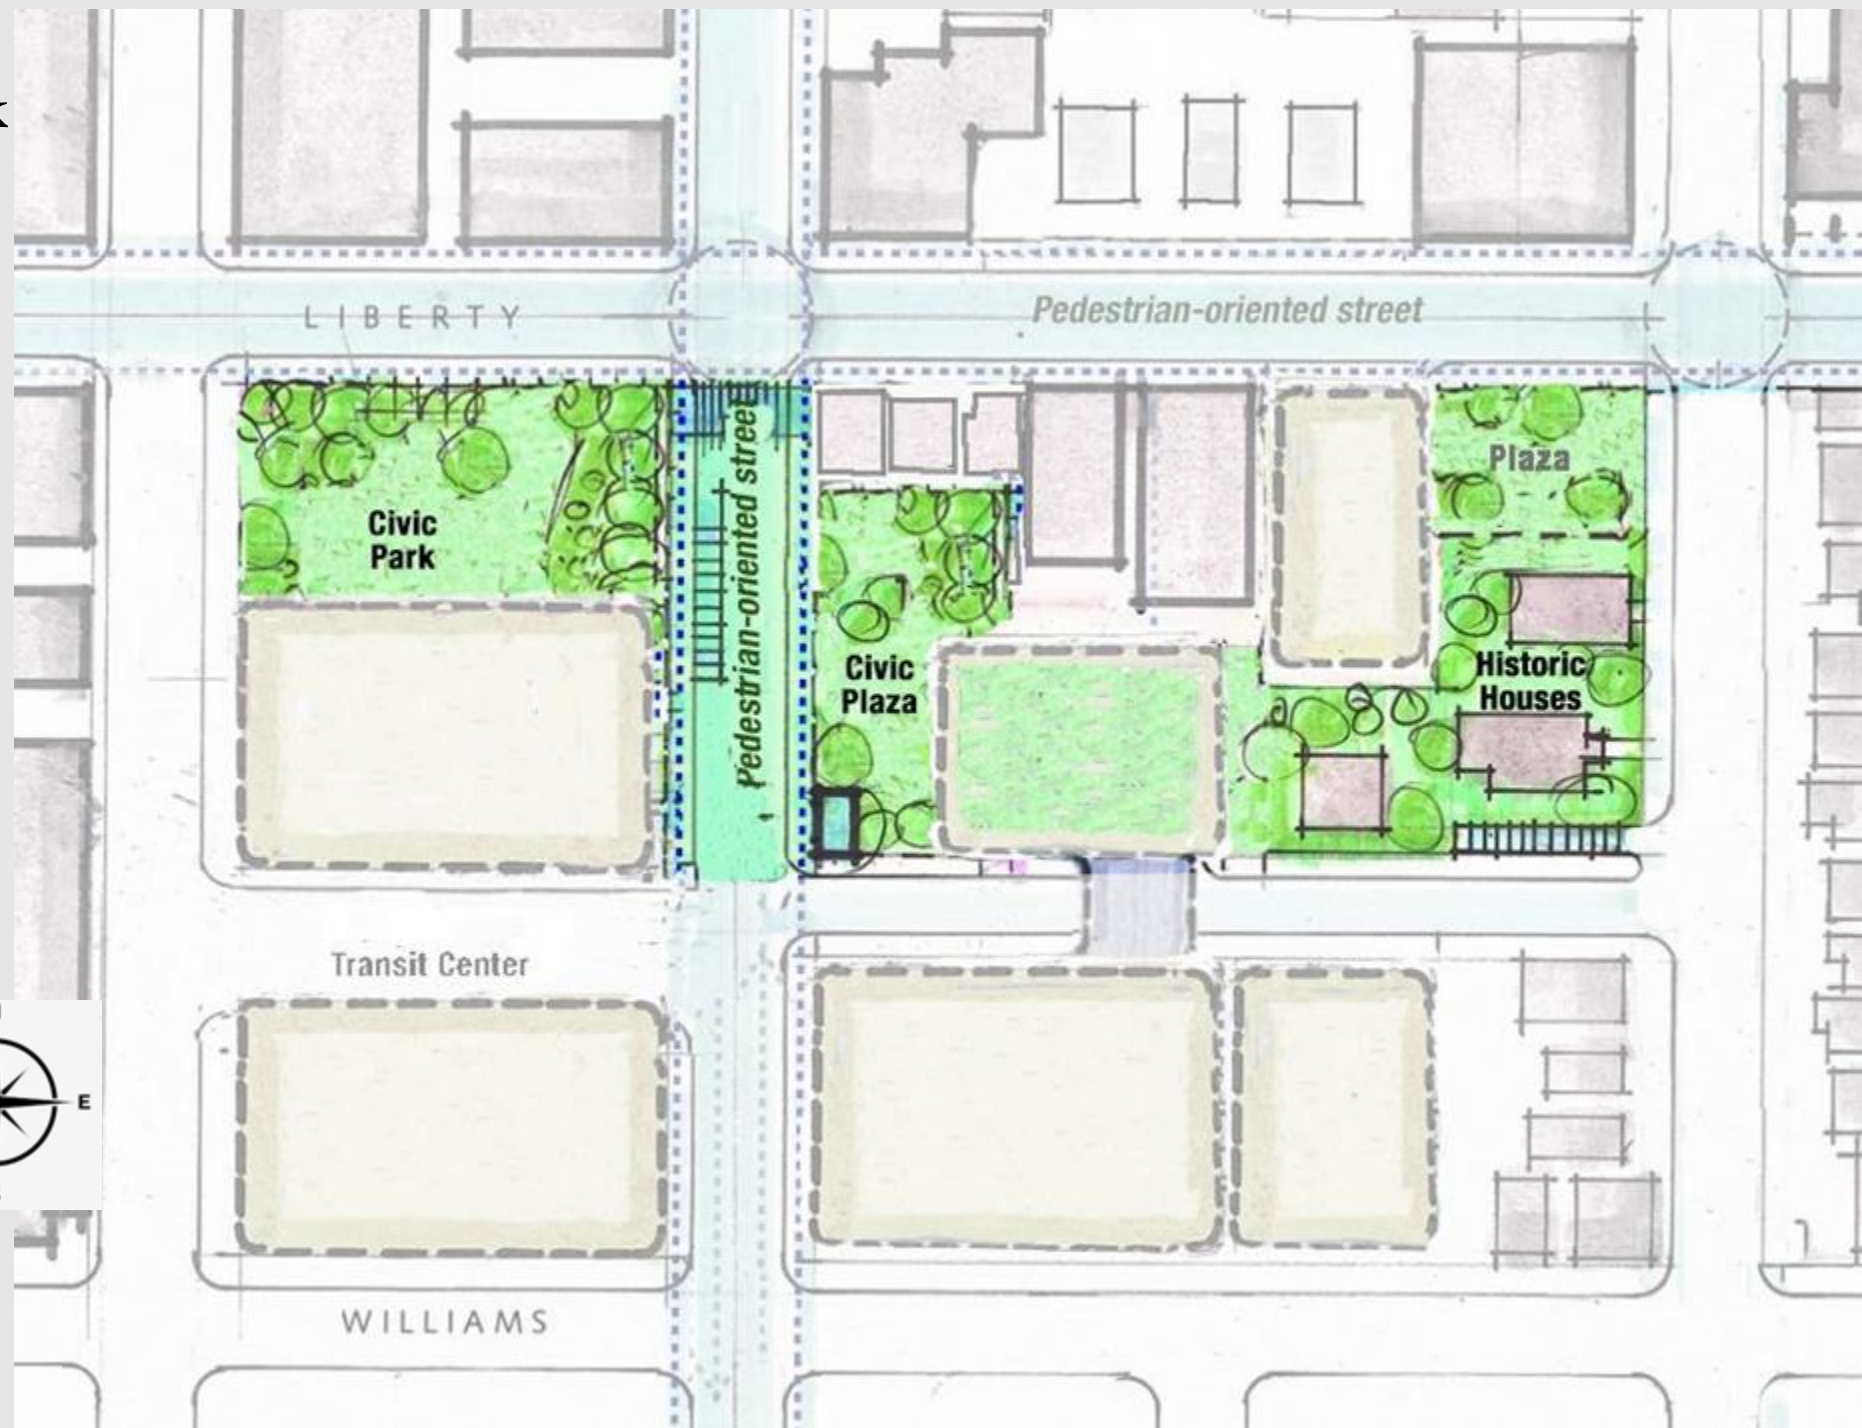 LIBERTY
Pedestrian-oriented street
Pedestrian-oriented street
Plaza
Civic
Park
Civic
Plaza
Historic
Houses
Transit Center
E
WILLIAMS